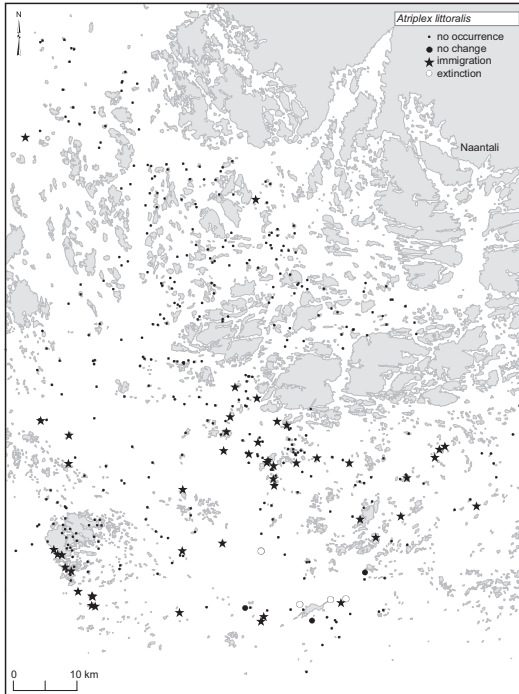 N
Atriplex littoralis
no occurrence
no change
immigration
extinction
Naantali
0 10 km